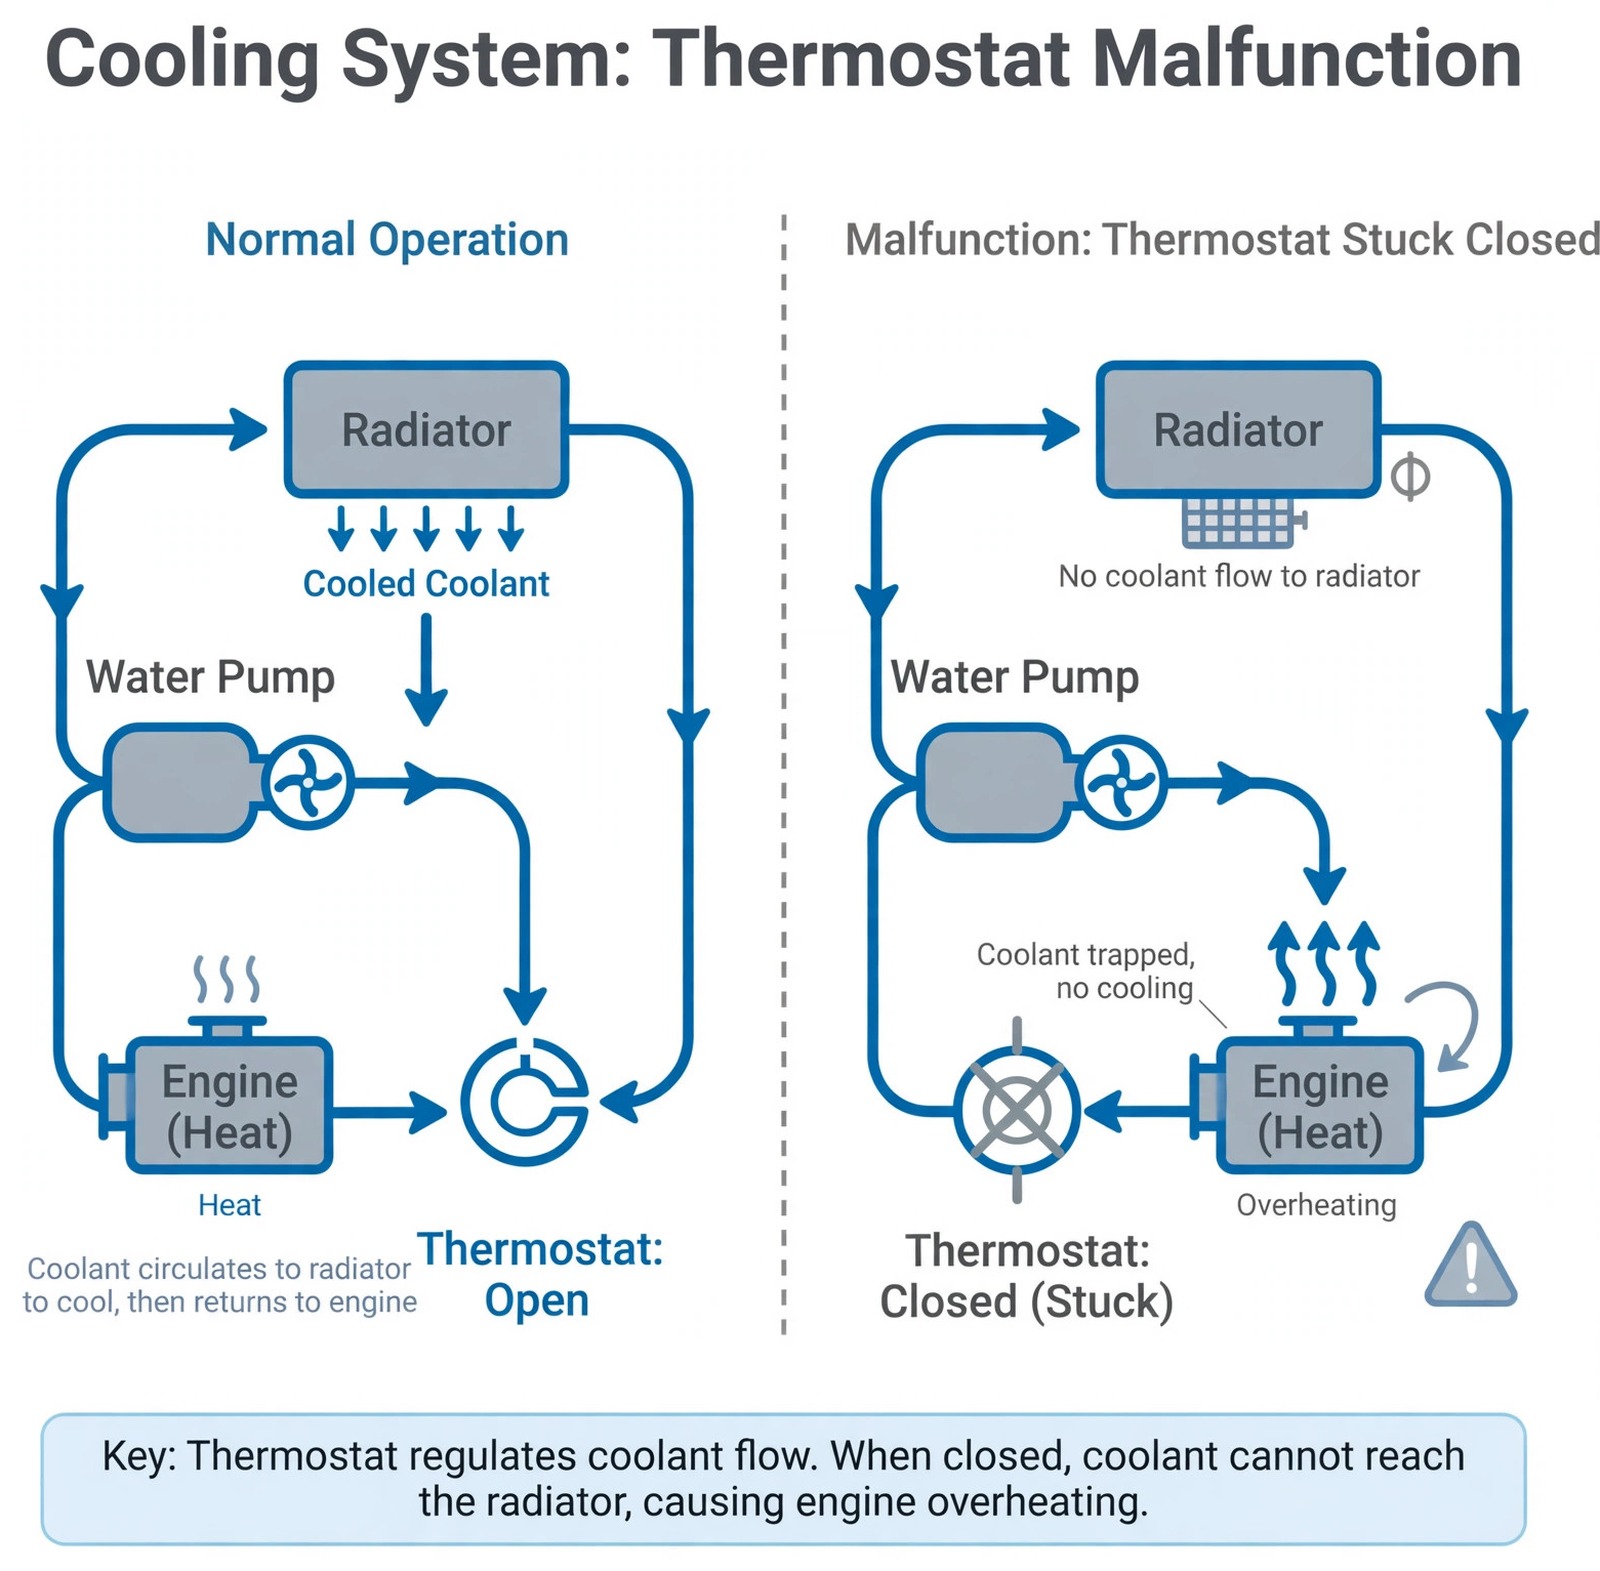 Cooling System: Thermostat Malfunction
Normal Operation
Radiator
Cooled Coolant
Water Pump
Engine
(Heat)
Heat
Coolant circulates to radiator
to cool, then returns to engine
Thermostat:
Open
Malfunction: Thermostat Stuck Closed
Radiator
No coolant flow to radiator
Water Pump
Coolant trapped,
no cooling
Engine
(Heat)
Overheating
Thermostat:
Closed (Stuck)
Key: Thermostat regulates coolant flow. When closed, coolant cannot reach
the radiator, causing engine overheating.